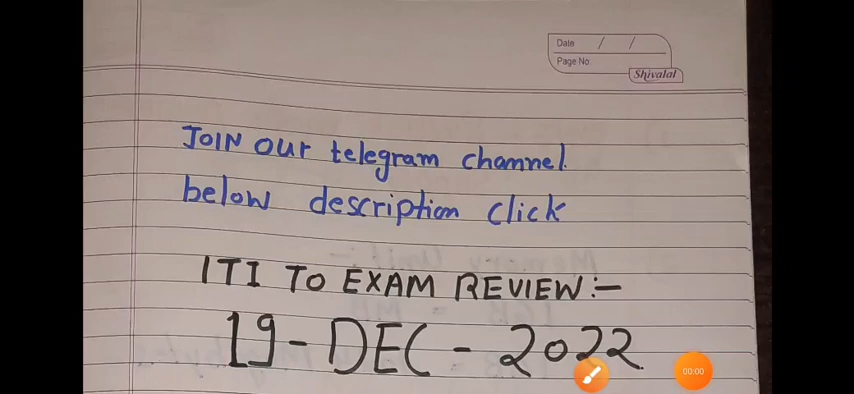 Date / /
Page No
Shivalal
JOIN our telegram channel.
below description click
ITI TO EXAM REVIEW:-
19-DEC-2022
00:00